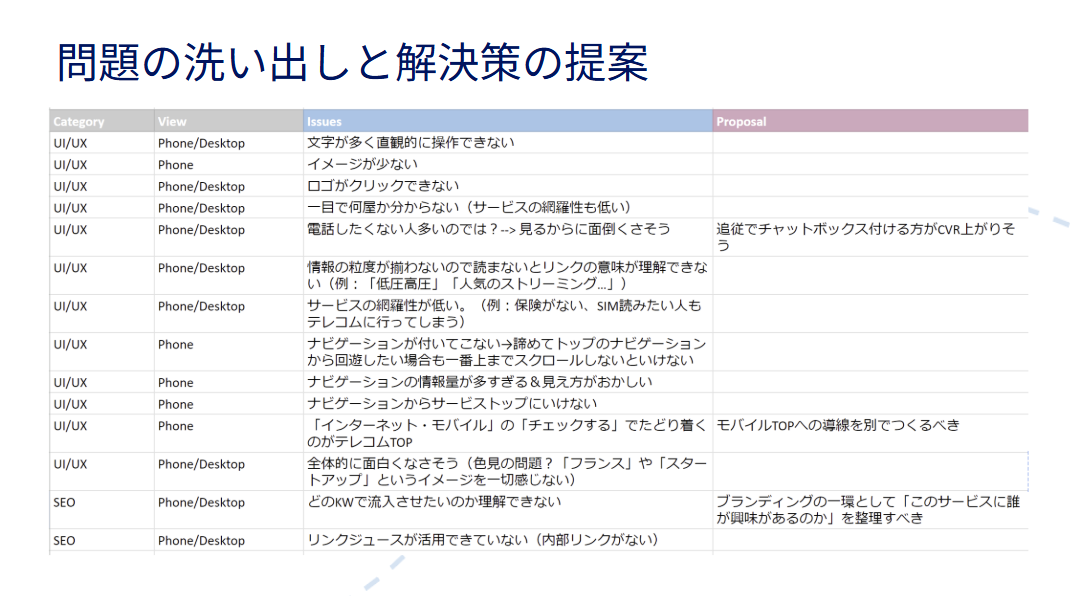 問題の洗い出しと解決策の提案
Category View Issues Proposal
UI/UX Phone/Desktop 文字が多く直観的に操作できない
UI/UX Phone イメージが少ない
UI/UX Phone/Desktop ロゴがクリックできない
UI/UX Phone/Desktop 一目で何屋か分からない（サービスの網羅性も低い）
UI/UX Phone/Desktop 電話したくない人多いのでは？--> 見るからに面倒くさそう 追従でチャットボックス付ける方がCVR上がりそ
う
UI/UX Phone/Desktop 情報の粒度が揃わないので読まないとリンクの意味が理解できな
い（例：「低圧高圧」「人気のストリーミング...」）
UI/UX Phone/Desktop サービスの網羅性が低い。（例：保険がない、SIM読みたい人も
テレコムに行ってしまう）
UI/UX Phone ナビゲーションが付いてこない→諦めてトップのナビゲーション
から回遊したい場合も一番上までスクロールしないといけない
UI/UX Phone ナビゲーションの情報量が多すぎる＆見え方がおかしい
UI/UX Phone ナビゲーションからサービストップにいけない
UI/UX Phone 「インターネット・モバイル」の「チェックする」でたどり着く モバイルTOPへの導線を別でつくるべき
のがテレコムTOP
UI/UX Phone/Desktop 全体的に面白くなさそう（色見の問題？「フランス」や「スター
トアップ」というイメージを一切感じない）
SEO Phone/Desktop どのKWで流入させたいのか理解できない ブランディングの一環として「このサービスに誰
が興味があるのか」を整理すべき
SEO Phone/Desktop リンクジュースが活用できていない（内部リンクがない）